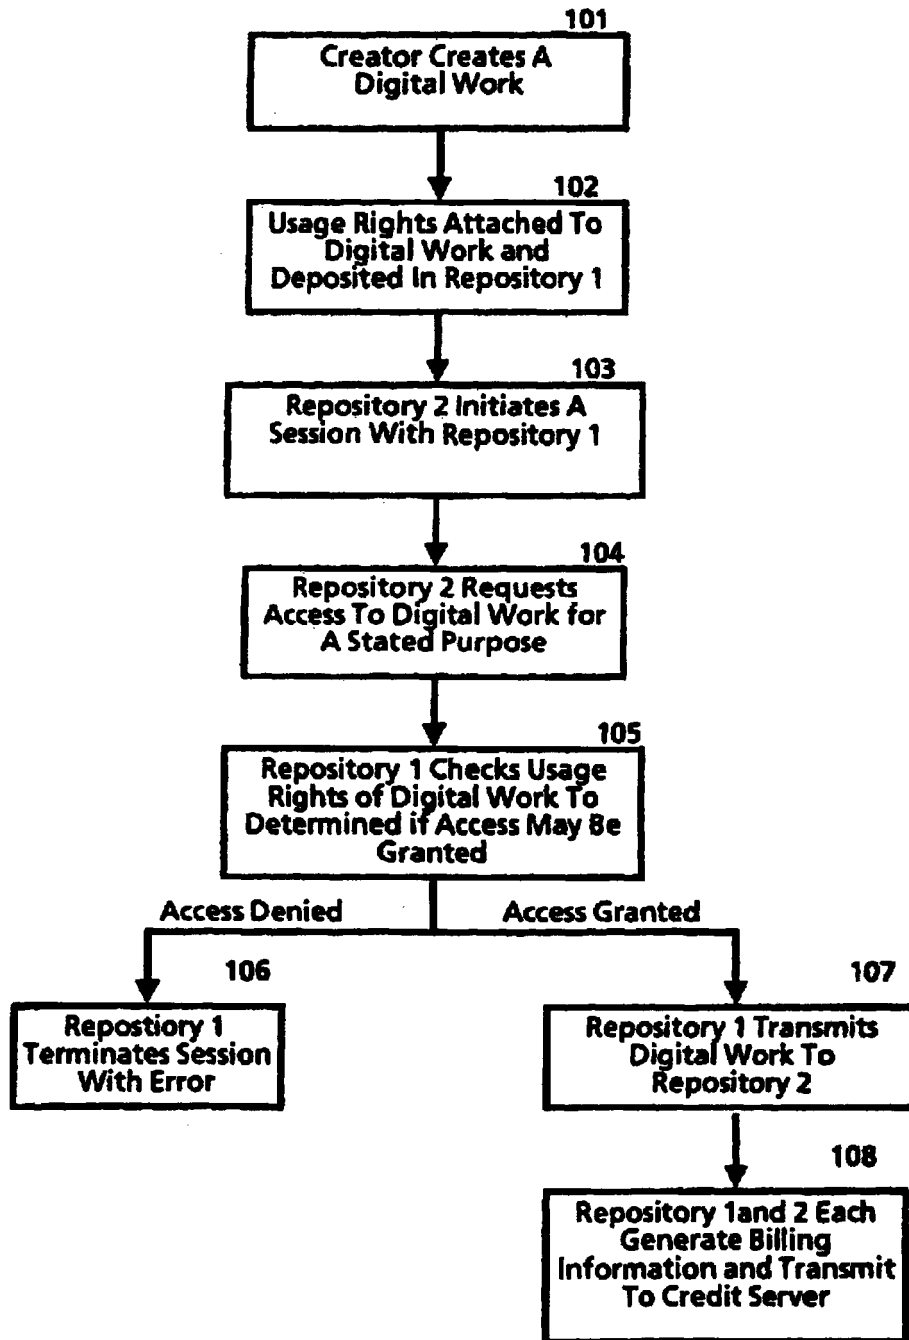 101
Creator Creates A
Digital Work
102
Usage Rights Attached To
Digital Work and
Deposited In Repository 1
103
Repository 2 Initiates A
Session With Repository 1
104
Repository 2 Requests
Access To Digital Work for
A Stated Purpose
105
Repository 1 Checks Usage
Rights of Digital Work To
Determined if Access May Be
Granted
Access Denied
Access Granted
106
Repostiory 1
Terminates Session
With Error
107
Repository 1 Transmits
Digital Work To
Repository 2
108
Repository 1and 2 Each
Generate Billing
Information and Transmit
To Credit Server